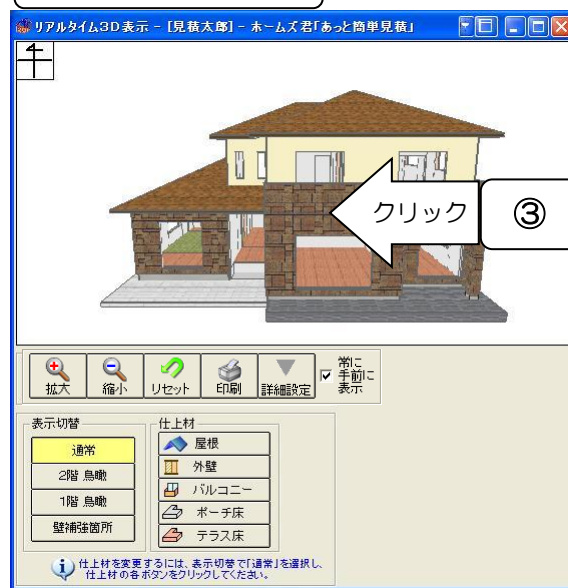 リアルタイム3D表示 - [見積太郎] - ホームズ君「あっと簡単見積」
クリック
③
拡大
縮小
リセット
印刷
詳細設定
常に
手前に
表示
表示切替
通常
2階 鳥瞰
1階 鳥瞰
壁補強箇所
仕上材
屋根
外壁
バルコニー
ポーチ床
テラス床
仕上材を変更するには、表示切替で「通常」を選択し、
仕上材の各ボタンをクリックしてください。